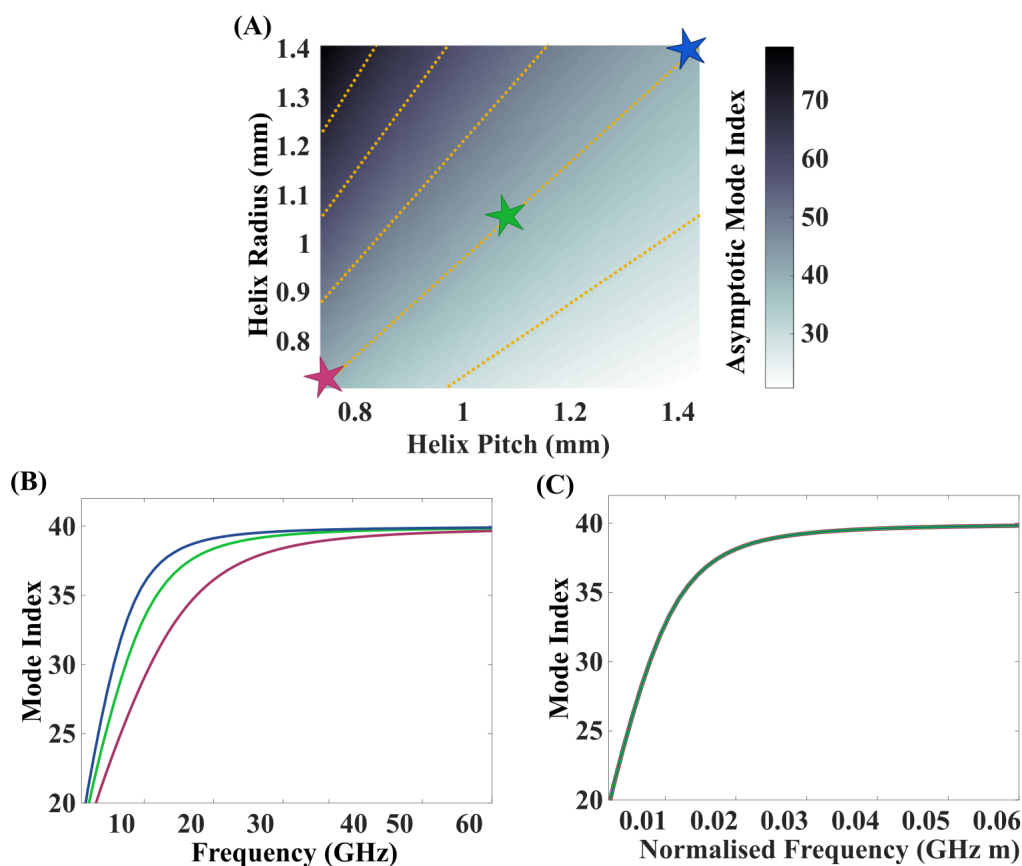 (A)
1.4
1.3
1.2
1.1
1
0.9
0.8
Helix Radius (mm)
0.8 1 1.2 1.4
Helix Pitch (mm)
70
60
50
40
30
Asymptotic Mode Index
(B)
40
35
30
25
20
Mode Index
10 20 30 40 50 60
Frequency (GHz)
(C)
40
35
30
25
20
Mode Index
0.01 0.02 0.03 0.04 0.05 0.06
Normalised Frequency (GHz m)